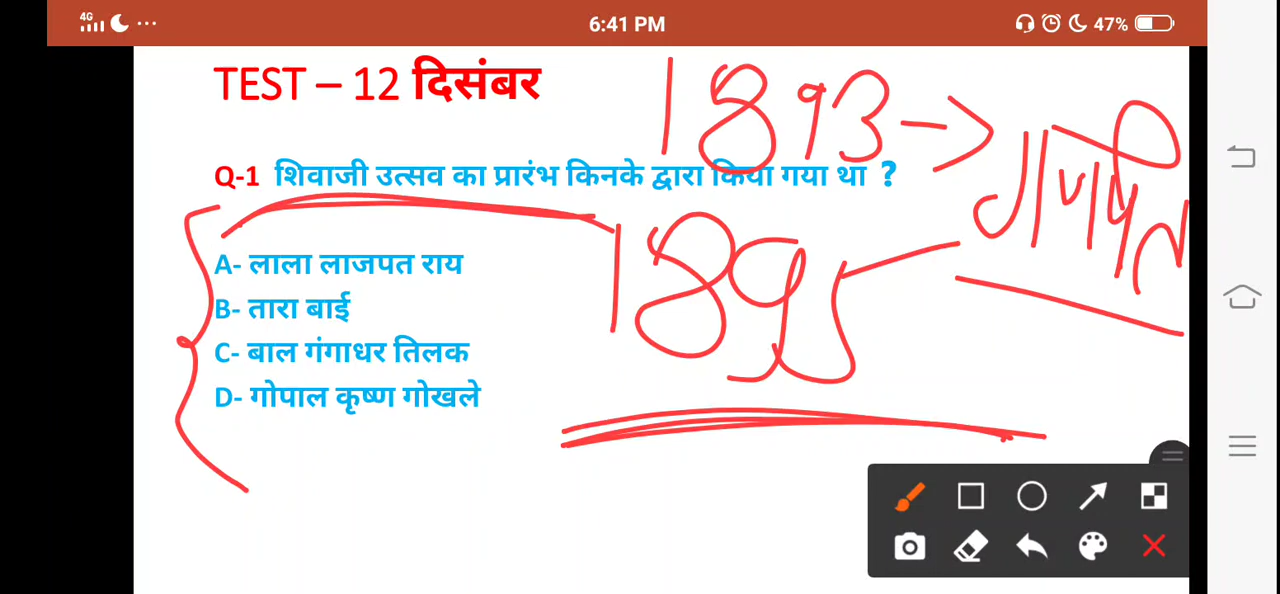 4G ...
6:41 PM
47%
TEST – 12 दिसंबर
1893 → गणपति
Q-1 शिवाजी उत्सव का प्रारंभ किनके द्वारा किया गया था ?
1895
A- लाला लाजपत राय
B- तारा बाई
C- बाल गंगाधर तिलक
D- गोपाल कृष्ण गोखले